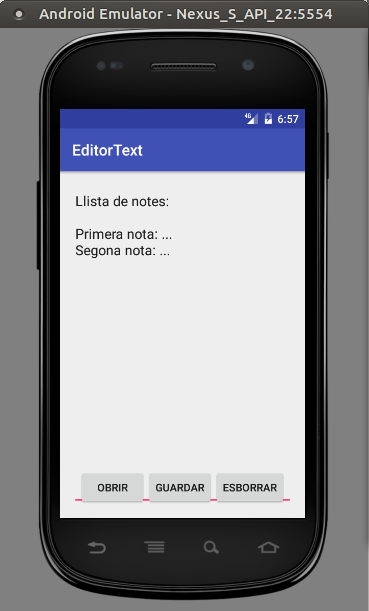 Android Emulator - Nexus_S_API_22:5554
4G 6:57
EditorText
Llista de notes:
Primera nota: ...
Segona nota: ...
OBRIR GUARDAR ESBORRAR